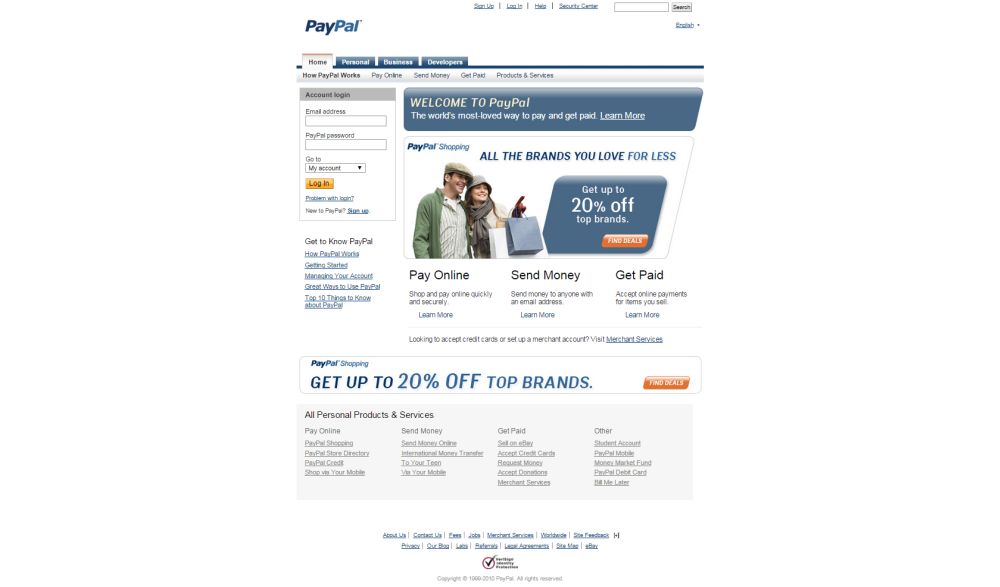 Sign Up | Log In | Help | Security Center Search
PayPal
English
Home Personal Business Developers
How PayPal Works Pay Online Send Money Get Paid Products & Services
Account login
Email address
PayPal password
Go to
My account
Log In
Problem with login?
New to PayPal? Sign up.
Get to Know PayPal
How PayPal Works
Getting Started
Managing Your Account
Great Ways to Use PayPal
Top 10 Things to Know
about PayPal
WELCOME TO PayPal
The world's most-loved way to pay and get paid. Learn More
PayPal Shopping
ALL THE BRANDS YOU LOVE FOR LESS
Get up to
20% off
top brands.
FIND DEALS
Pay Online
Shop and pay online quickly
and securely.
Learn More
Send Money
Send money to anyone with
an email address.
Learn More
Get Paid
Accept online payments
for items you sell.
Learn More
Looking to accept credit cards or set up a merchant account? Visit Merchant Services
PayPal Shopping
GET UP TO 20% OFF TOP BRANDS.
FIND DEALS
All Personal Products & Services
Pay Online
PayPal Shopping
PayPal Store Directory
PayPal Credit
Shop via Your Mobile
Send Money
Send Money Online
International Money Transfer
To Your Teen
Via Your Mobile
Get Paid
Sell on eBay
Accept Credit Cards
Request Money
Accept Donations
Merchant Services
Other
Student Account
PayPal Mobile
Money Market Fund
PayPal Debit Card
Bill Me Later
About Us | Contact Us | Fees | Jobs | Merchant Services | Worldwide | Site Feedback [+]
Privacy | Our Blog | Labs | Referrals | Legal Agreements | Site Map | eBay
VeriSign
Identity
Protection
Copyright © 1999-2010 PayPal. All rights reserved.